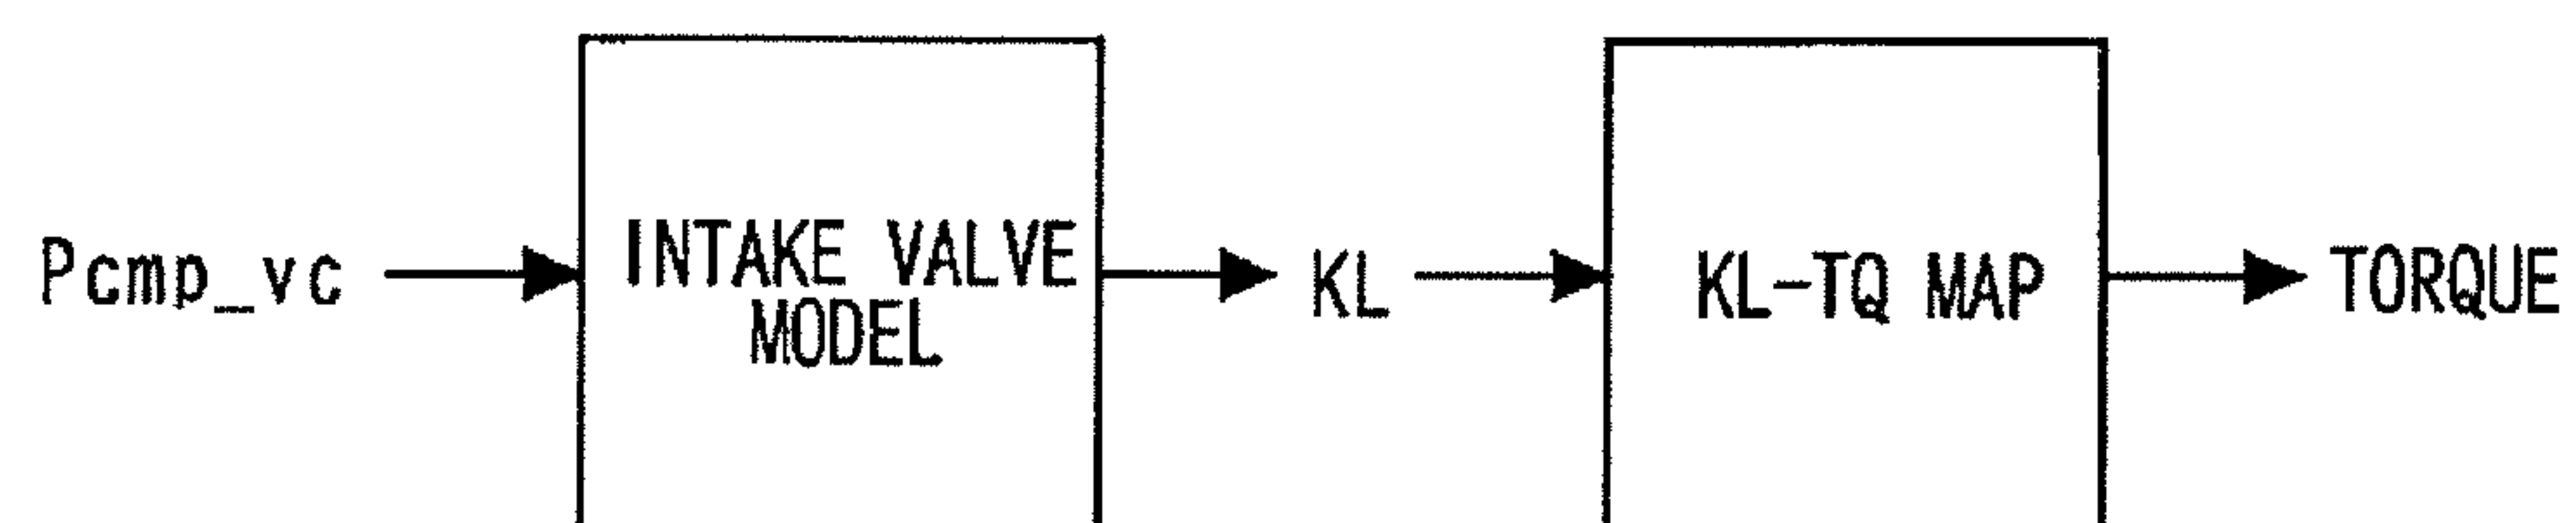 Pcmp_vc
INTAKE VALVE
MODEL
KL
KL-TQ MAP
TORQUE